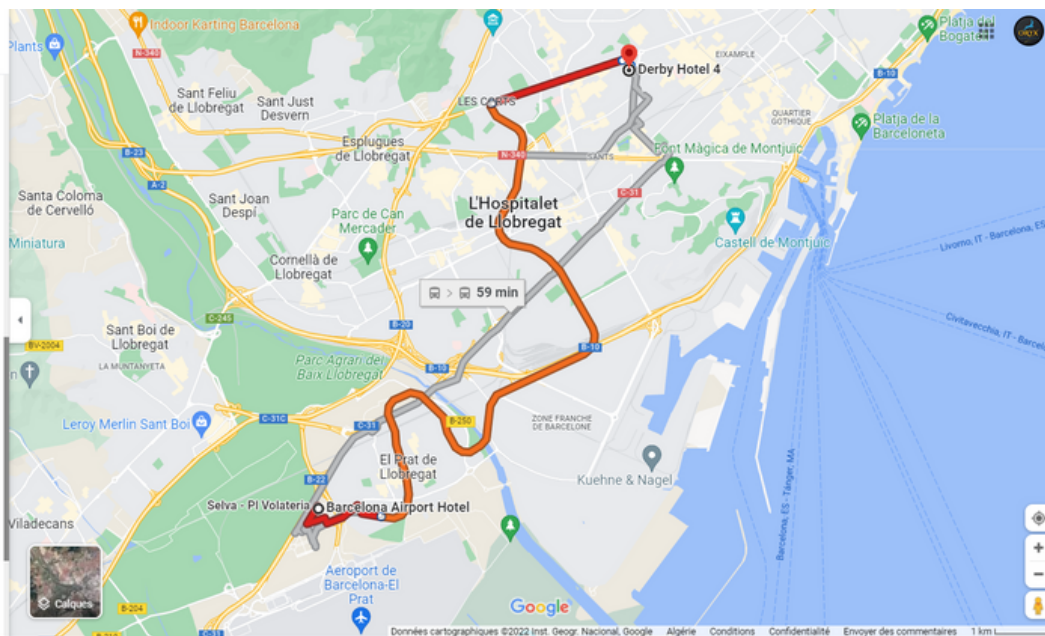 Indoor Karting Barcelona
N-340
Plants
Platja del
Bogate
ORYX
Derby Hotel 4
EIXAMPLE
B-10
Sant Feliu
de Llobregat
Sant Just
Desvern
LES CORTS
QUARTIER
GOTHIQUE
Platja de la
Barceloneta
Esplugues
de Llobregat
B-23
N-340
SANTS
Font Màgica de Montjuïc
A-2
C-31
Santa Coloma
de Cervelló
Sant Joan
Despí
Parc de Can
Mercader
L'Hospitalet
de Llobregat
Castell de Montjuïc
Miniatura
Livorno, IT - Barcelona, ES
Cornellà de
Llobregat
59 min
C-245
Sant Boi de
Llobregat
B-20
Civitavecchia, IT - Barcelona, ES
BV-2004
LA MUNTANYETA
Parc Agrari del
Baix Llobregat
B-10
B-10
Leroy Merlin Sant Boi
C-31C
C-31
B-250
ZONE FRANCHE
DE BARCELONE
El Prat de
Llobregat
Kuehne & Nagel
Barcelona, ES - Tánger, MA
B-22
Selva - Pl Volateria
Barcelona Airport Hotel
Viladecans
Calques
Aeroport de
Barcelona-El
Prat
B-204
Google
Données cartographiques ©2022 Inst. Geogr. Nacional, Google Algérie Conditions Confidentialité Envoyer des commentaires 1 km